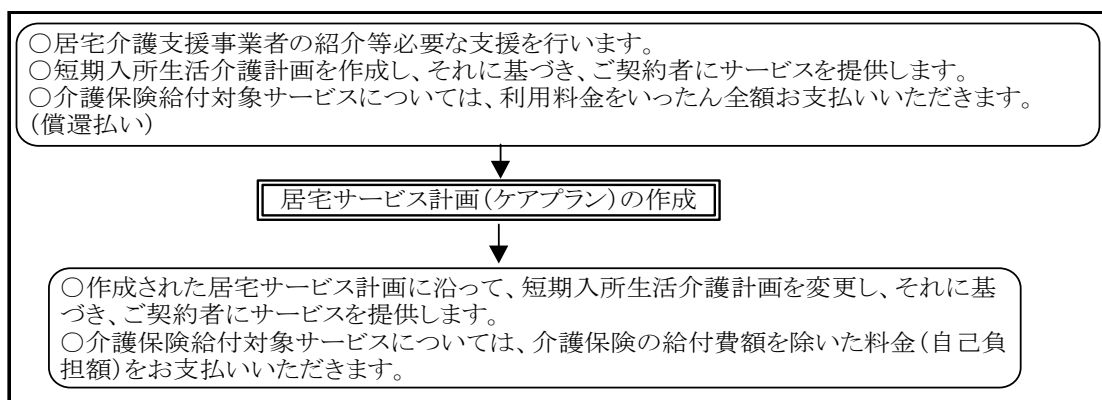 ○居宅介護支援事業者の紹介等必要な支援を行います。
○短期入所生活介護計画を作成し、それに基づき、ご契約者にサービスを提供します。
○介護保険給付対象サービスについては、利用料金をいったん全額お支払いいただきます。
(償還払い)
居宅サービス計画(ケアプラン)の作成
○作成された居宅サービス計画に沿って、短期入所生活介護計画を変更し、それに基
づき、ご契約者にサービスを提供します。
○介護保険給付対象サービスについては、介護保険の給付費額を除いた料金(自己負
担額)をお支払いいただきます。